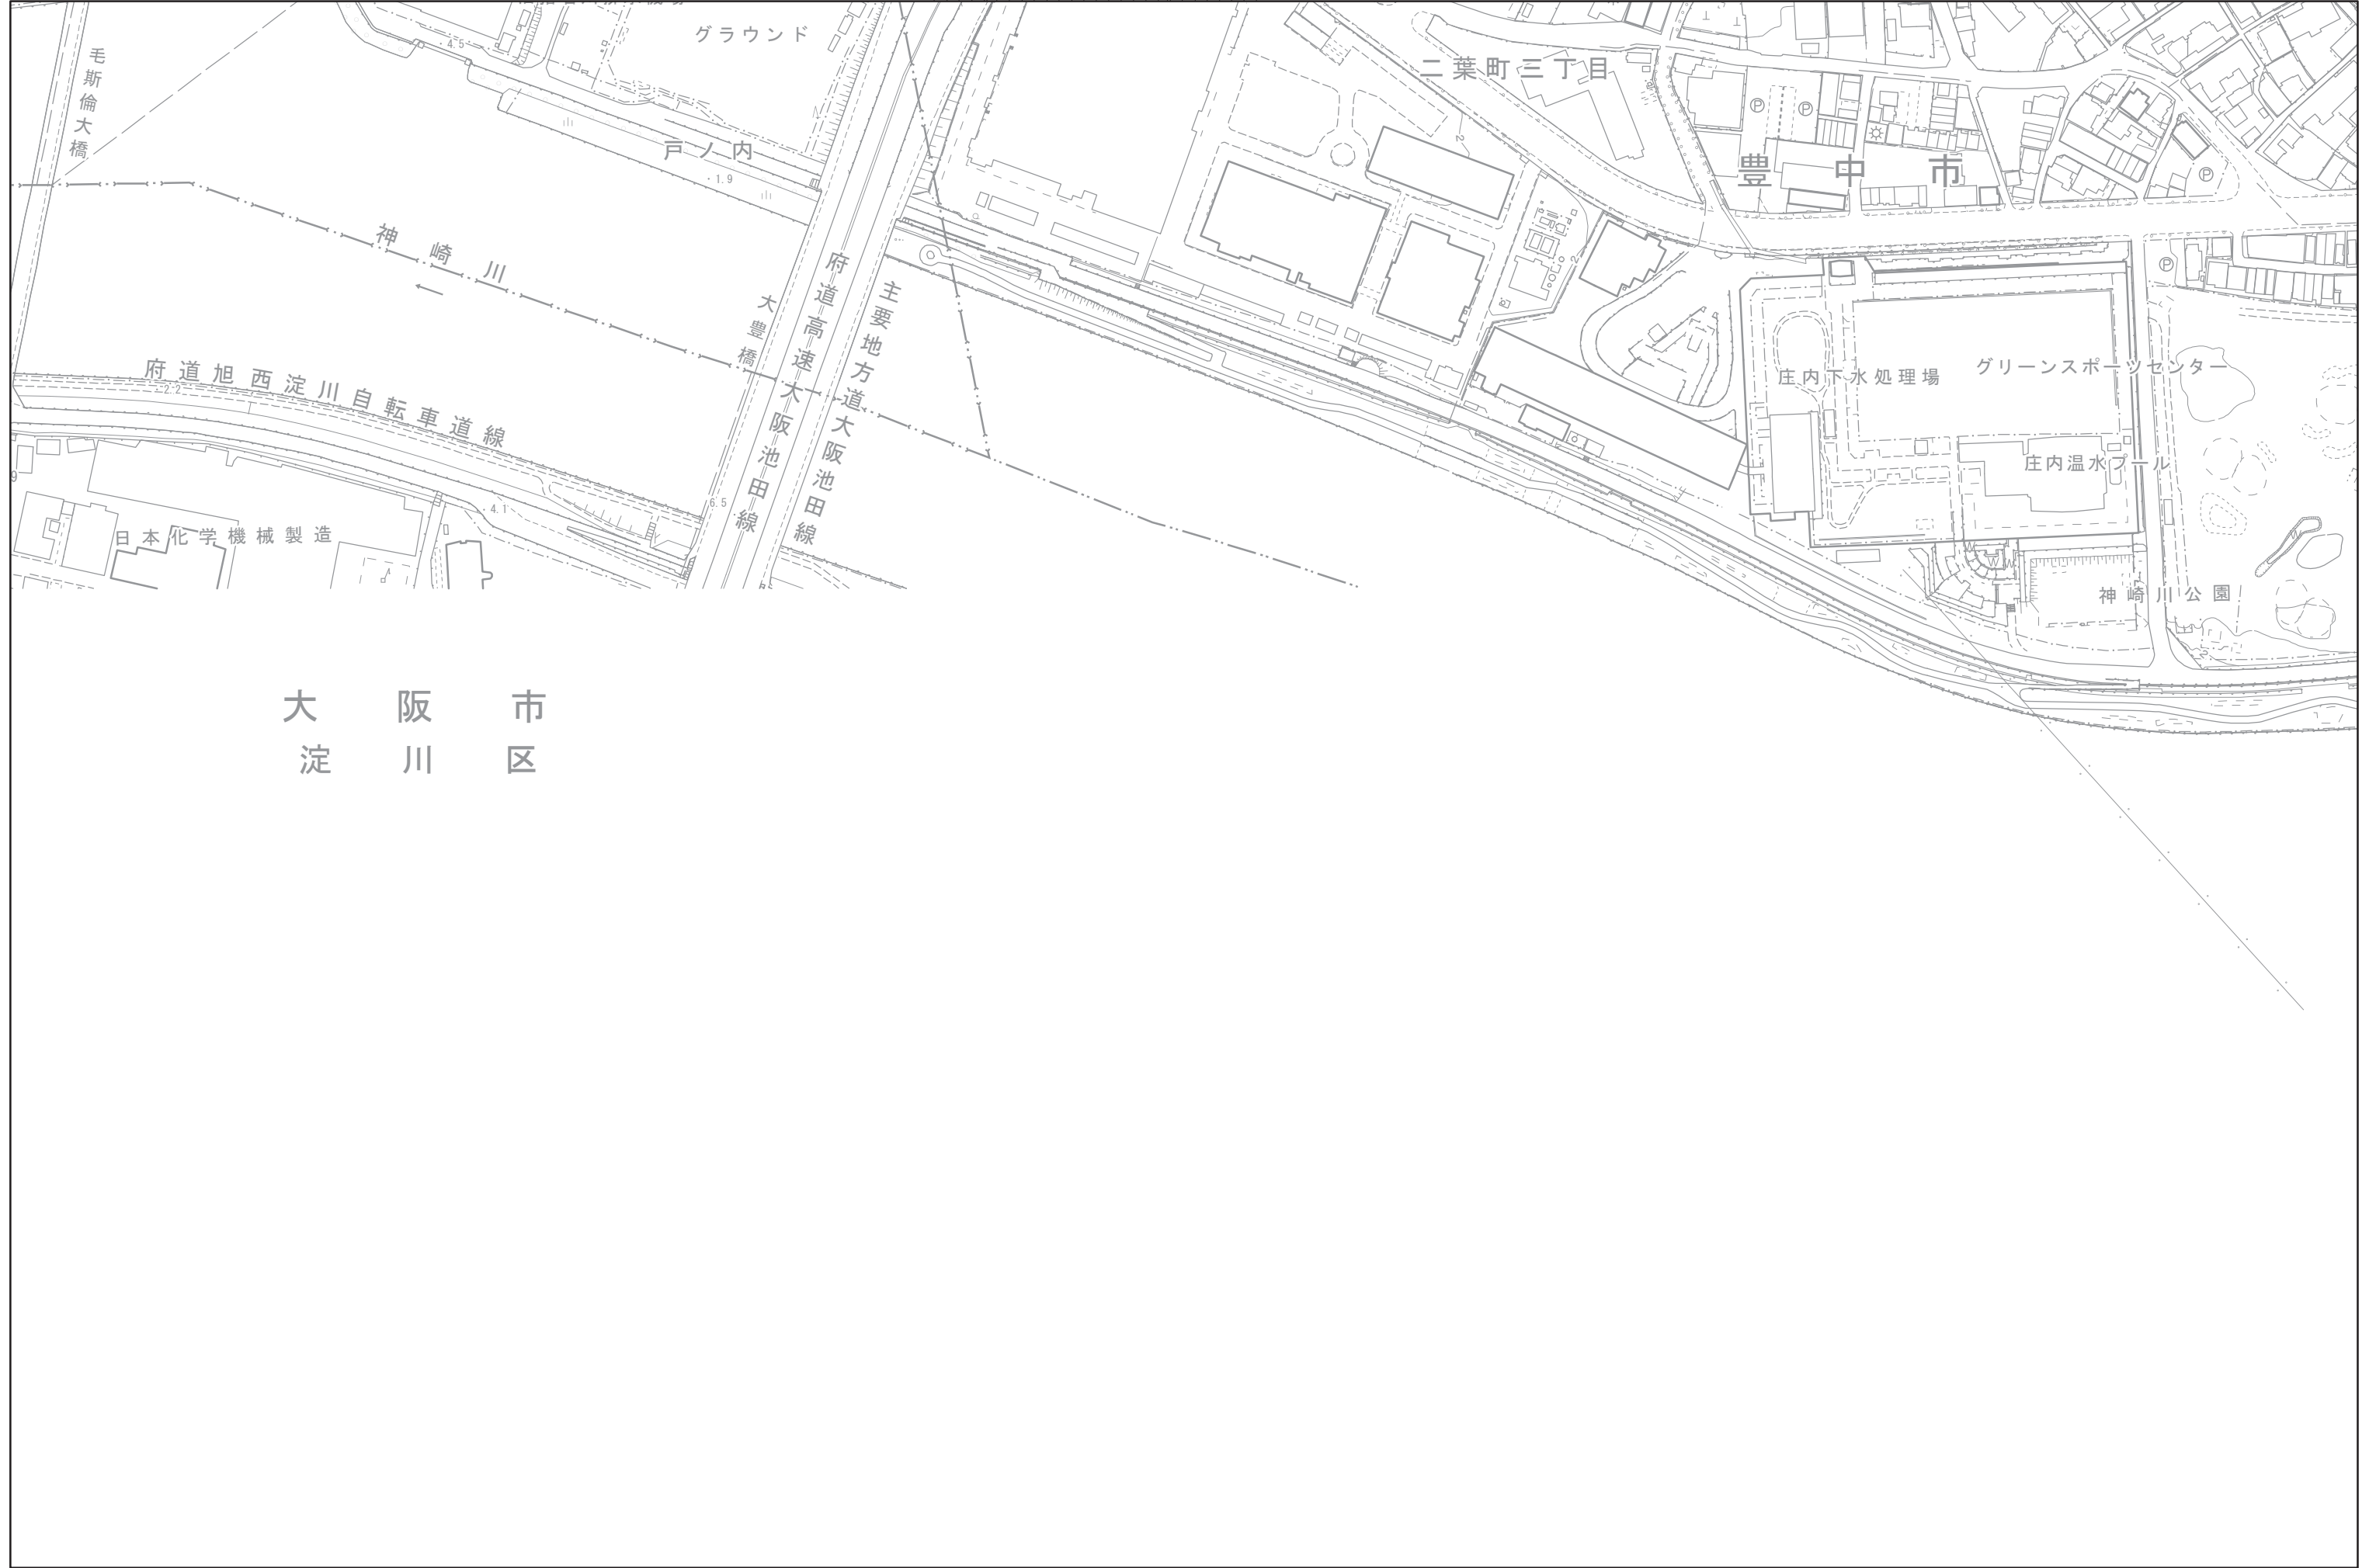 グラウンド
・4.5
毛斯倫大橋
二葉町三丁目
戸ノ内
・1.9
豊中市
P
P
P
P
神崎川
大豊橋
府道高速大阪池田線
主要地方道大阪池田線
府道旭西淀川自転車道線
・2.2
グリーンスポーツセンター
庄内下水処理場
庄内温水プール
9
6.5
・4.1
日本化学機械製造
神崎川公園
大阪市
淀川区